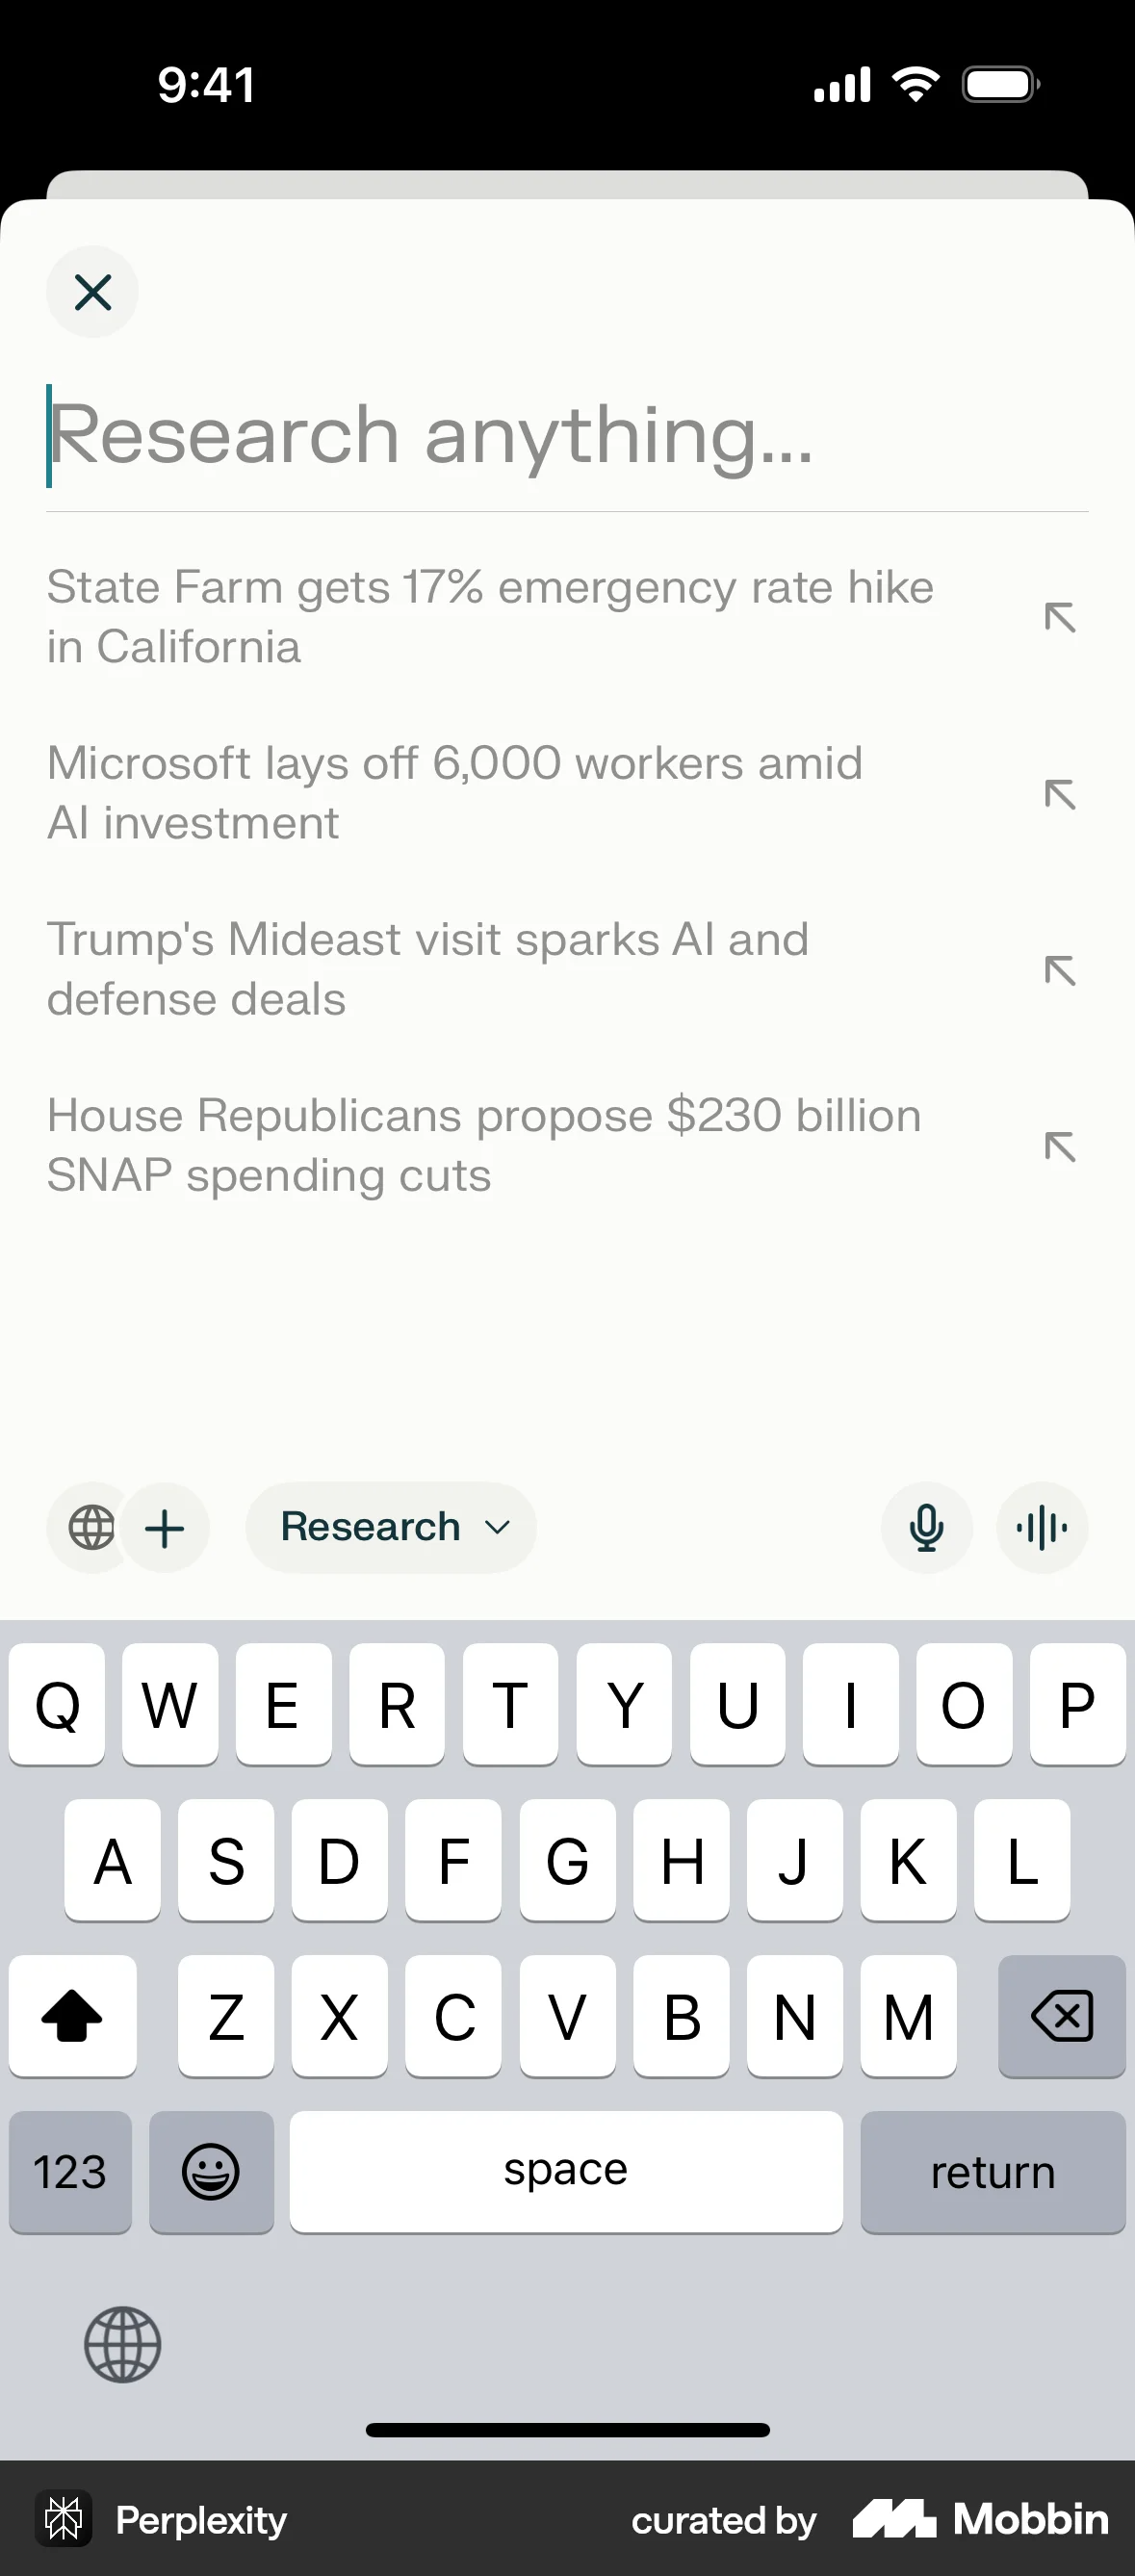 9:41
Research anything...
State Farm gets 17% emergency rate hike
in California
Microsoft lays off 6,000 workers amid
AI investment
Trump's Mideast visit sparks AI and
defense deals
House Republicans propose $230 billion
SNAP spending cuts
Research
Q W E R T Y U I O P
A S D F G H J K L
Z X C V B N M
123 space return
Perplexity curated by Mobbin